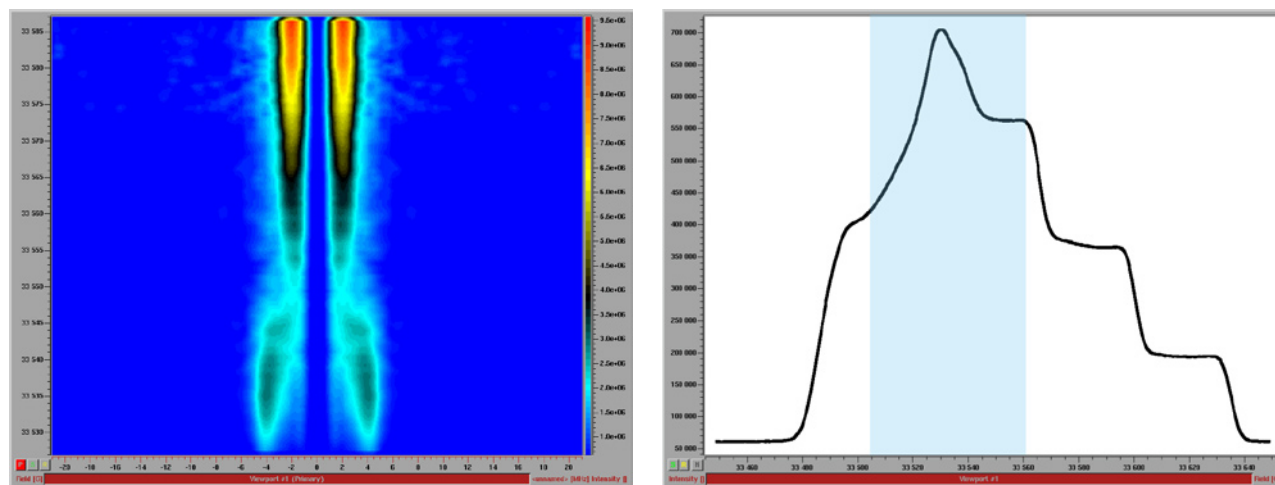 33 585
33 580
33 575
33 570
33 565
33 560
33 555
33 550
33 545
33 540
33 535
33 530
-20 -18 -16 -14 -12 -10 -8 -6 -4 -2 0 2 4 6 8 10 12 14 16 18 20
9.5e+06
9.0e+06
8.5e+06
8.0e+06
7.5e+06
7.0e+06
6.5e+06
6.0e+06
5.5e+06
5.0e+06
4.5e+06
4.0e+06
3.5e+06
3.0e+06
2.5e+06
2.0e+06
1.5e+06
1.0e+06
Field [G] Viewport #1 (Primary) <unnamed> [MHz] Intensity []
700 000
650 000
600 000
550 000
500 000
450 000
400 000
350 000
300 000
250 000
200 000
150 000
100 000
50 000
33 460 33 480 33 500 33 520 33 540 33 560 33 580 33 600 33 620 33 640
Intensity [] Viewport #1 Field [G]